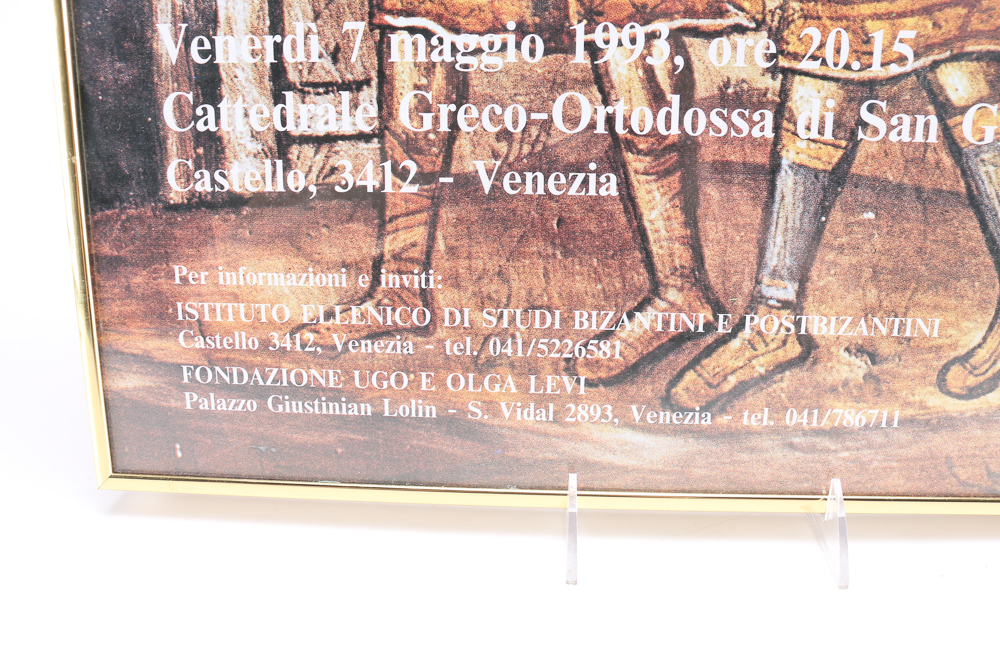 Venerdì 7 maggio 1993, ore 20.15
Cattedrale Greco-Ortodossa di San G
Castello, 3412 - Venezia
Per informazioni e inviti:
ISTITUTO ELLENICO DI STUDI BIZANTINI E POSTBIZANTINI
Castello 3412, Venezia - tel. 041/5226581
FONDAZIONE UGO E OLGA LEVI
Palazzo Giustinian Lolin - S. Vidal 2893, Venezia - tel. 041/786711